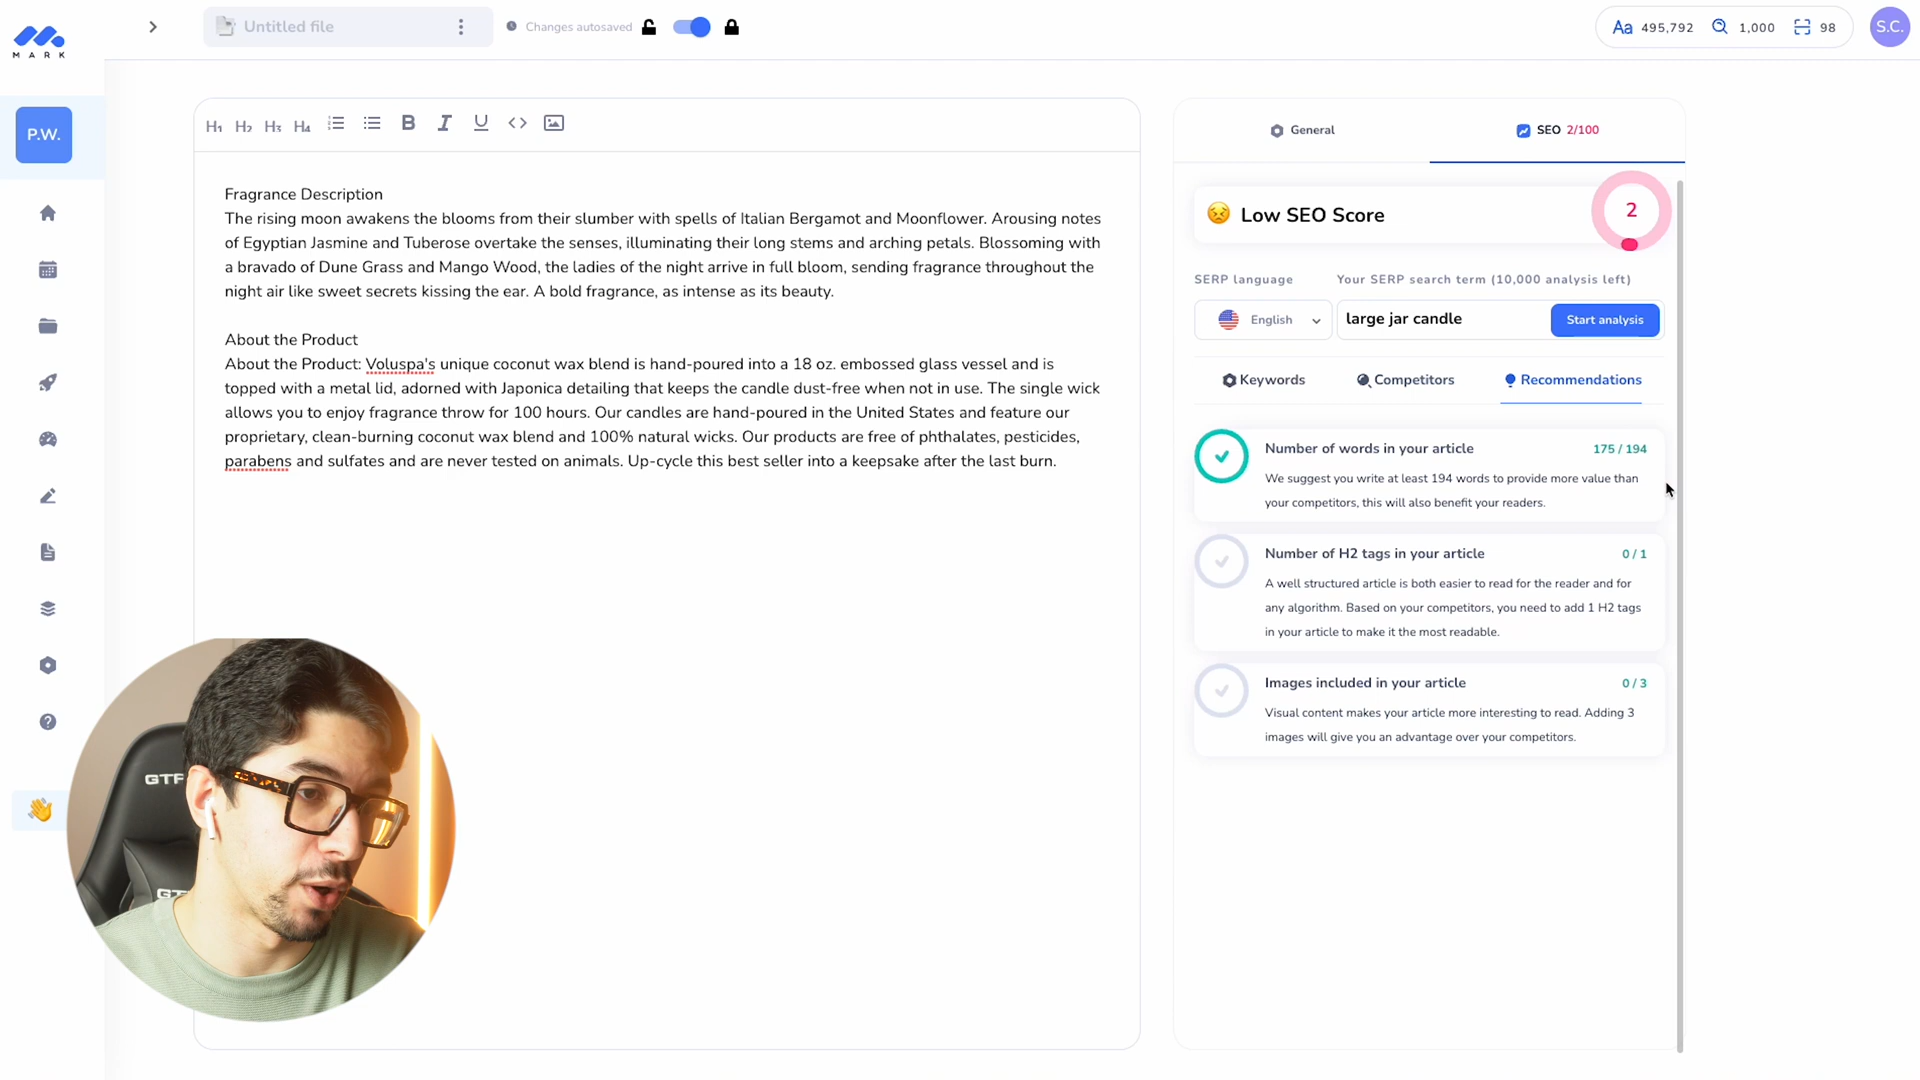 MARK
Untitled file
Changes autosaved
Aa 495,792
1,000
98
S.C.
P.W.
H1 H2 H3 H4 B I U <>
General
SEO 2/100
Fragrance Description
The rising moon awakens the blooms from their slumber with spells of Italian Bergamot and Moonflower. Arousing notes
of Egyptian Jasmine and Tuberose overtake the senses, illuminating their long stems and arching petals. Blossoming with
a bravado of Dune Grass and Mango Wood, the ladies of the night arrive in full bloom, sending fragrance throughout the
night air like sweet secrets kissing the ear. A bold fragrance, as intense as its beauty.
About the Product
About the Product: Voluspa's unique coconut wax blend is hand-poured into a 18 oz. embossed glass vessel and is
topped with a metal lid, adorned with Japonica detailing that keeps the candle dust-free when not in use. The single wick
allows you to enjoy fragrance throw for 100 hours. Our candles are hand-poured in the United States and feature our
proprietary, clean-burning coconut wax blend and 100% natural wicks. Our products are free of phthalates, pesticides,
parabens and sulfates and are never tested on animals. Up-cycle this best seller into a keepsake after the last burn.
Low SEO Score
2
SERP language
Your SERP search term (10,000 analysis left)
English
large jar candle
Start analysis
Keywords
Competitors
Recommendations
Number of words in your article
175 / 194
We suggest you write at least 194 words to provide more value than
your competitors, this will also benefit your readers.
Number of H2 tags in your article
0 / 1
A well structured article is both easier to read for the reader and for
any algorithm. Based on your competitors, you need to add 1 H2 tags
in your article to make it the most readable.
Images included in your article
0 / 3
Visual content makes your article more interesting to read. Adding 3
images will give you an advantage over your competitors.